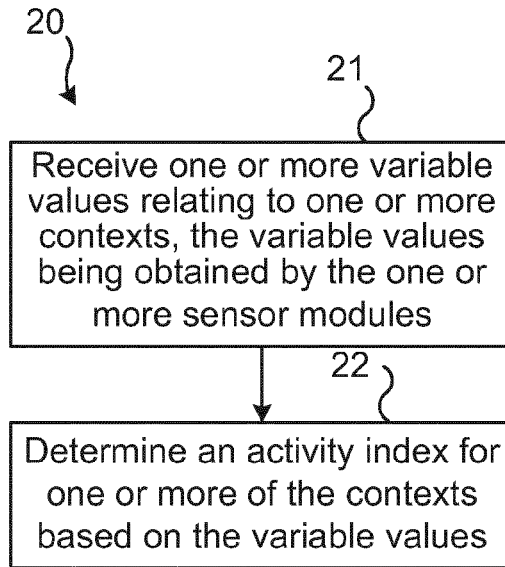 20
21
Receive one or more variable
values relating to one or more
contexts, the variable values
being obtained by the one or
more sensor modules
22
Determine an activity index for
one or more of the contexts
based on the variable values